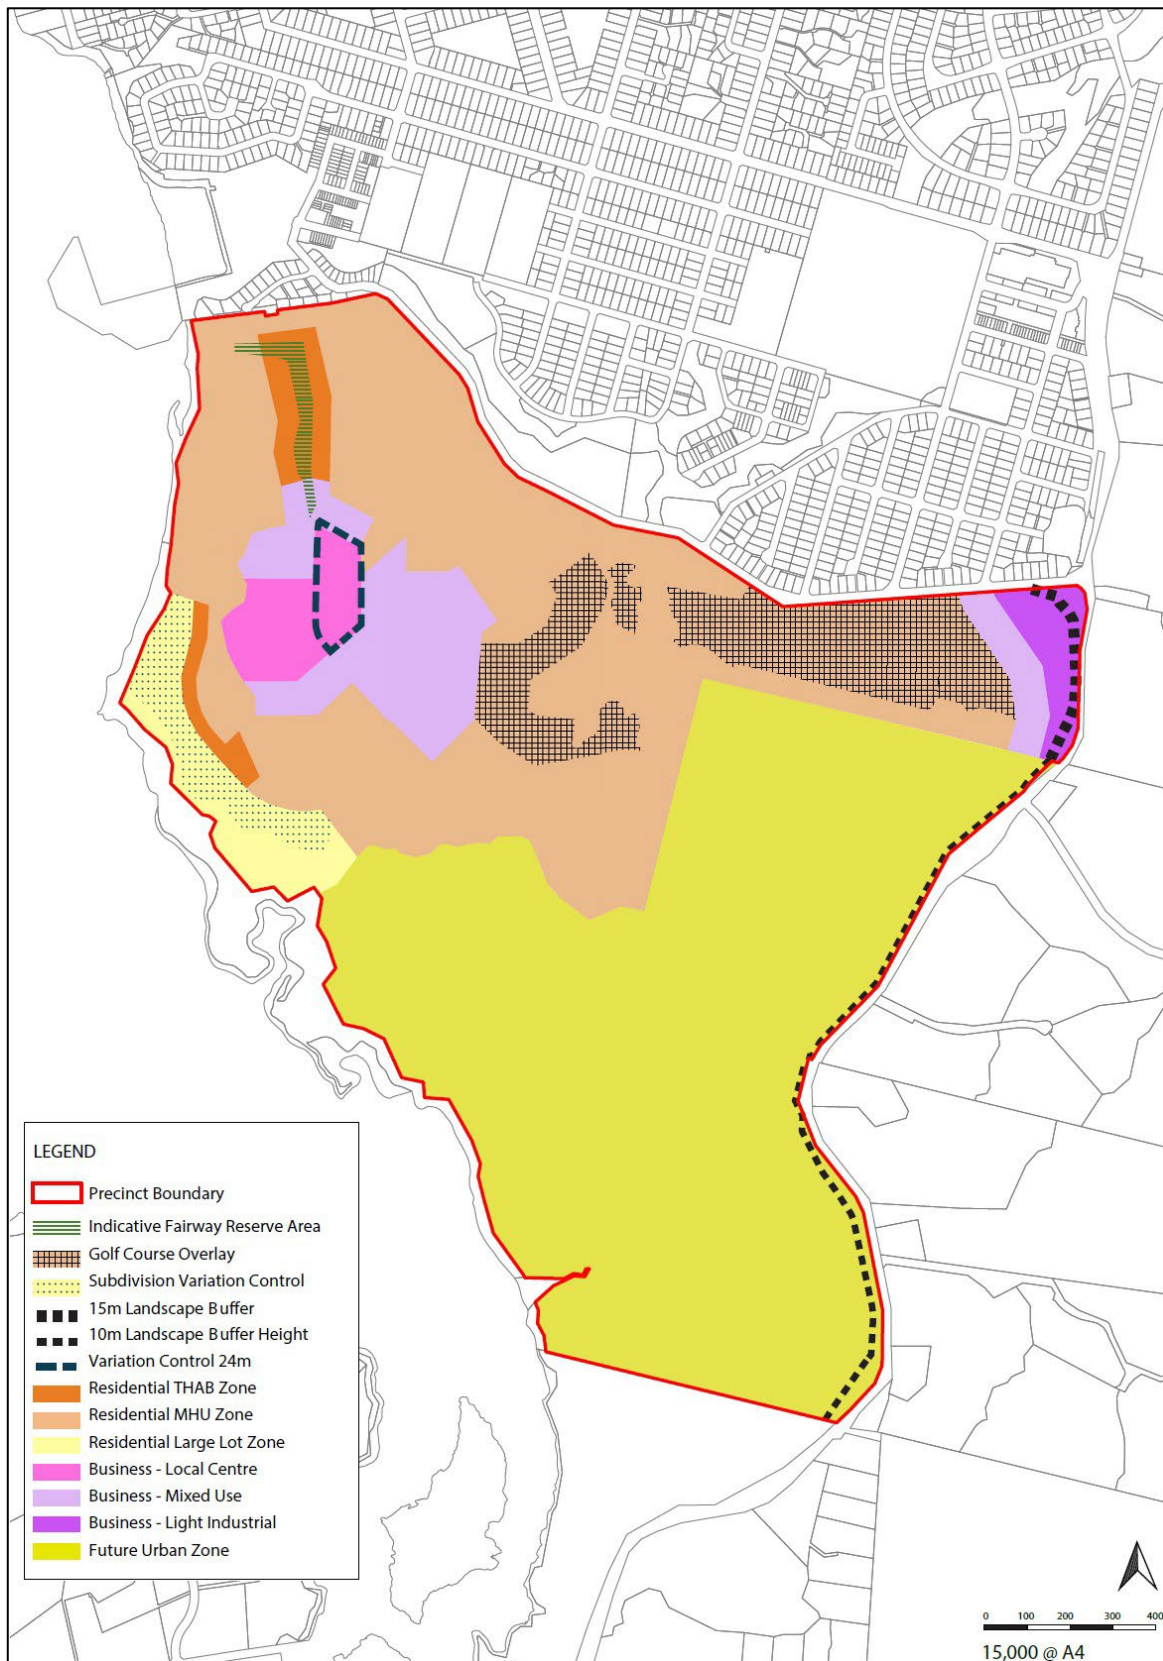 LEGEND
Precinct Boundary
Indicative Fairway Reserve Area
Golf Course Overlay
Subdivision Variation Control
15m Landscape Buffer
10m Landscape Buffer Height
Variation Control 24m
Residential THAB Zone
Residential MHU Zone
Residential Large Lot Zone
Business - Local Centre
Business - Mixed Use
Business - Light Industrial
Future Urban Zone
0 100 200 300 400
15,000 @ A4